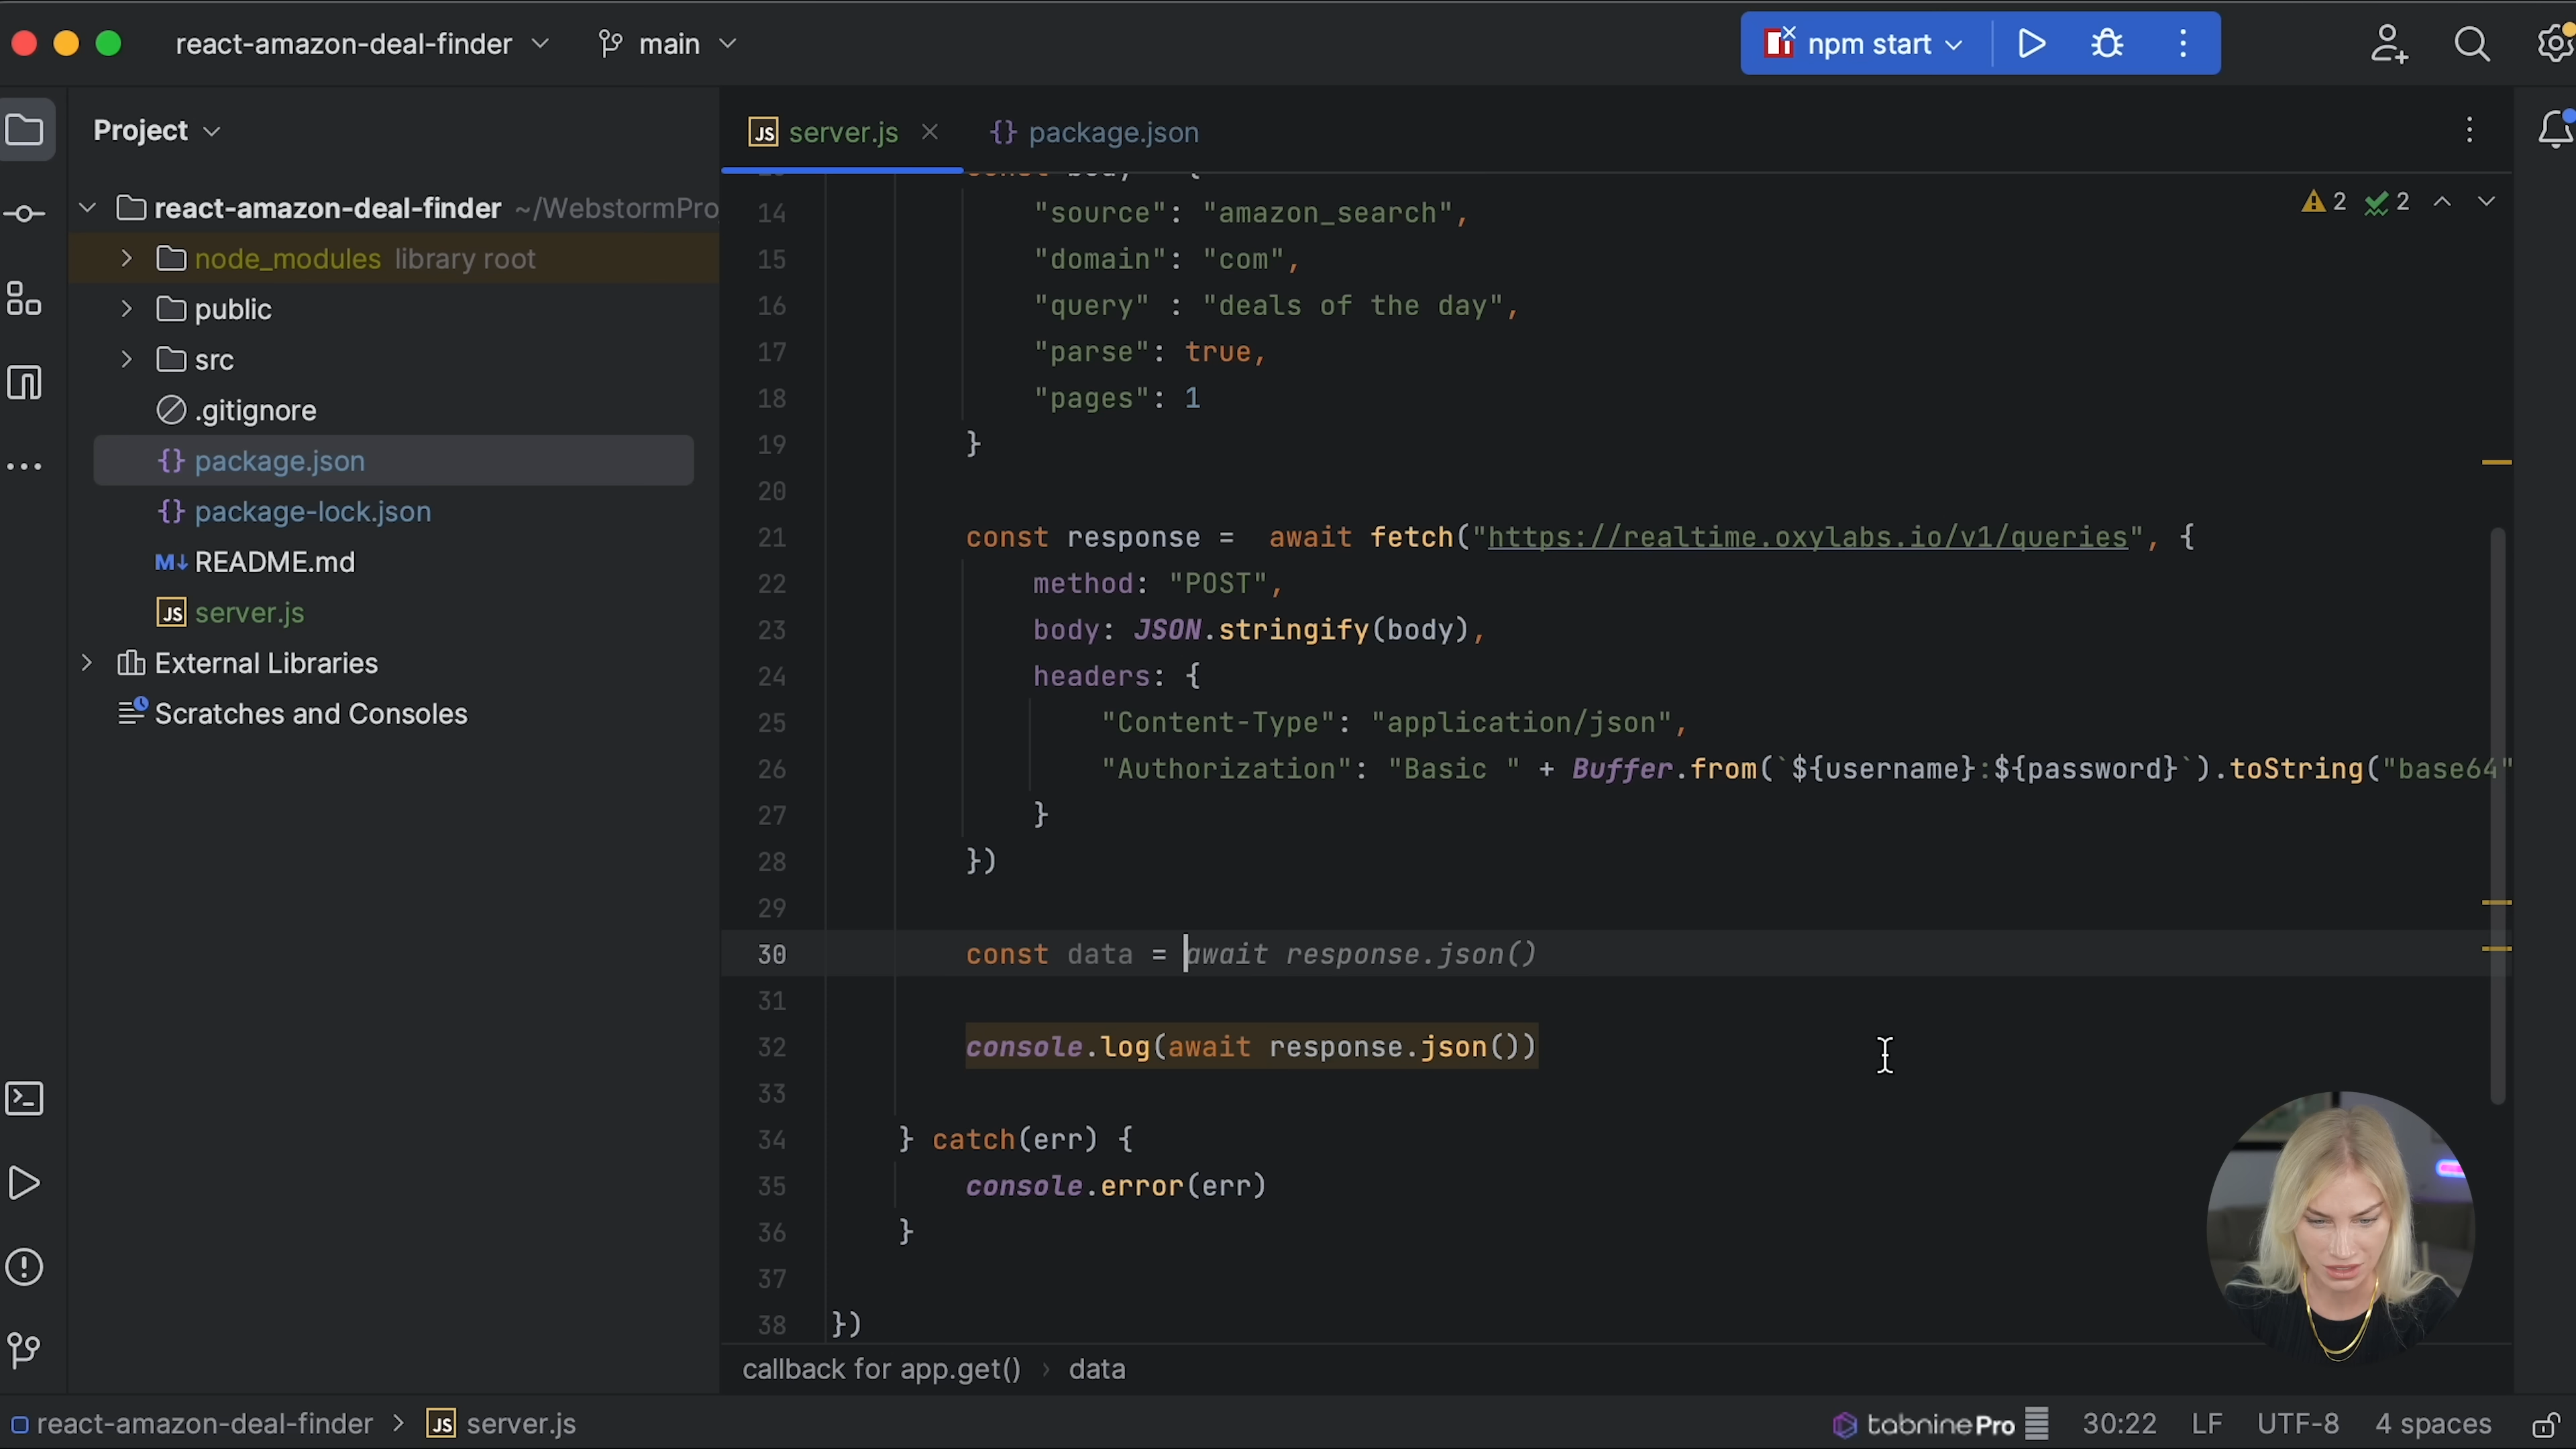 react-amazon-deal-finder
main
npm start
Project
server.js
package.json
react-amazon-deal-finder ~/WebstormPro
node_modules library root
public
src
.gitignore
package.json
package-lock.json
README.md
server.js
External Libraries
Scratches and Consoles
2 2
14 "source": "amazon_search",
15 "domain": "com",
16 "query" : "deals of the day",
17 "parse": true,
18 "pages": 1
19 }
20
21 const response =  await fetch("https://realtime.oxylabs.io/v1/queries", {
22 method: "POST",
23 body: JSON.stringify(body),
24 headers: {
25 "Content-Type": "application/json",
26 "Authorization": "Basic " + Buffer.from(`${username}:${password}`).toString("base64"
27 }
28 })
29
30 const data = await response.json()
31
32 console.log(await response.json())
33
34 } catch(err) {
35 console.error(err)
36 }
37
38 })
callback for app.get() › data
react-amazon-deal-finder > JS server.js
tabnine Pro 30:22 LF UTF-8 4 spaces